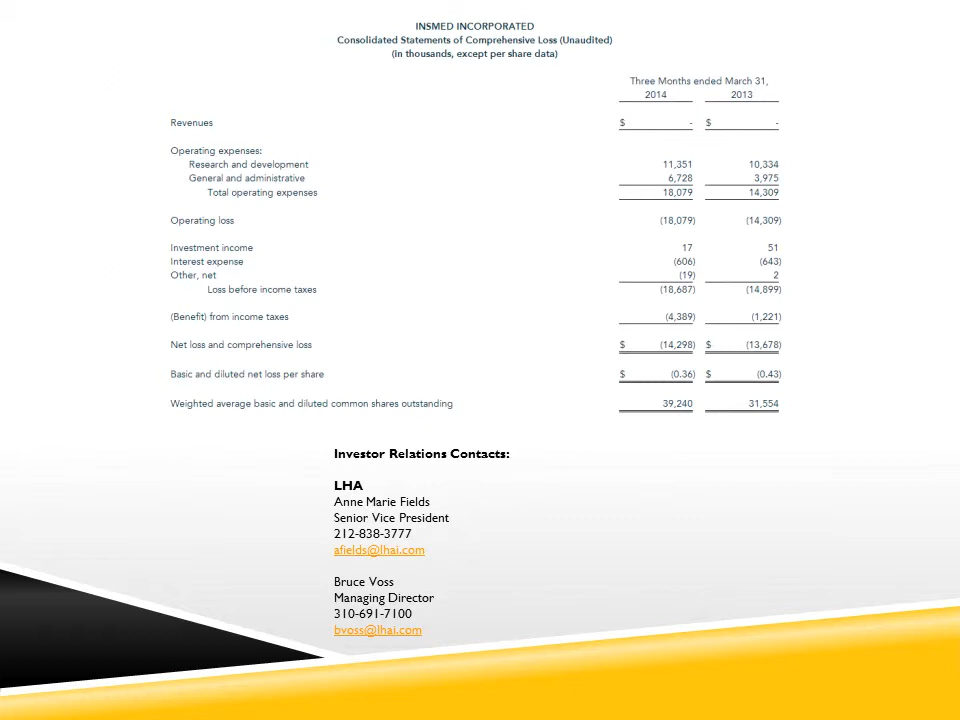 INSMED INCORPORATED
Consolidated Statements of Comprehensive Loss (Unaudited)
(in thousands, except per share data)
Three Months ended March 31,
2014 2013
Revenues $ - $ -
Operating expenses:
Research and development 11,351 10,334
General and administrative 6,728 3,975
Total operating expenses 18,079 14,309
Operating loss (18,079) (14,309)
Investment income 17 51
Interest expense (606) (643)
Other, net (19) 2
Loss before income taxes (18,687) (14,899)
(Benefit) from income taxes (4,389) (1,221)
Net loss and comprehensive loss $ (14,298) $ (13,678)
Basic and diluted net loss per share $ (0.36) $ (0.43)
Weighted average basic and diluted common shares outstanding 39,240 31,554
Investor Relations Contacts:
LHA
Anne Marie Fields
Senior Vice President
212-838-3777
afields@lhai.com
Bruce Voss
Managing Director
310-691-7100
bvoss@lhai.com